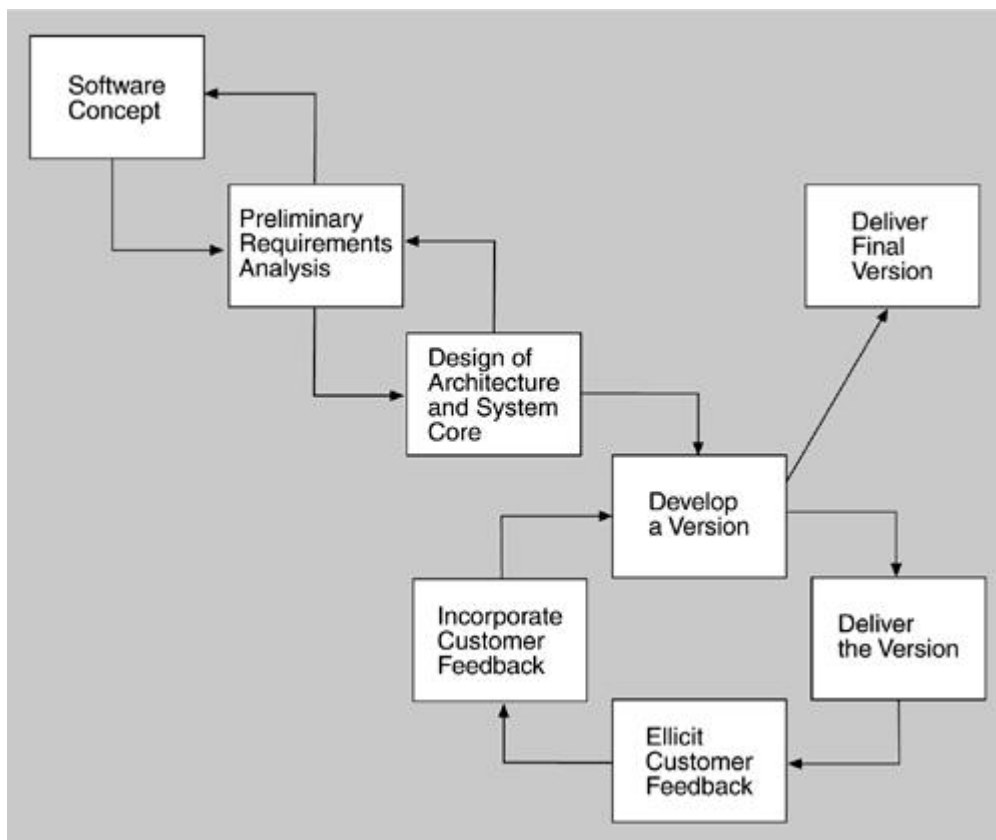 Software
Concept
Preliminary
Requirements
Analysis
Deliver
Final
Version
Design of
Architecture
and System
Core
Develop
a Version
Incorporate
Customer
Feedback
Deliver
the Version
Ellicit
Customer
Feedback